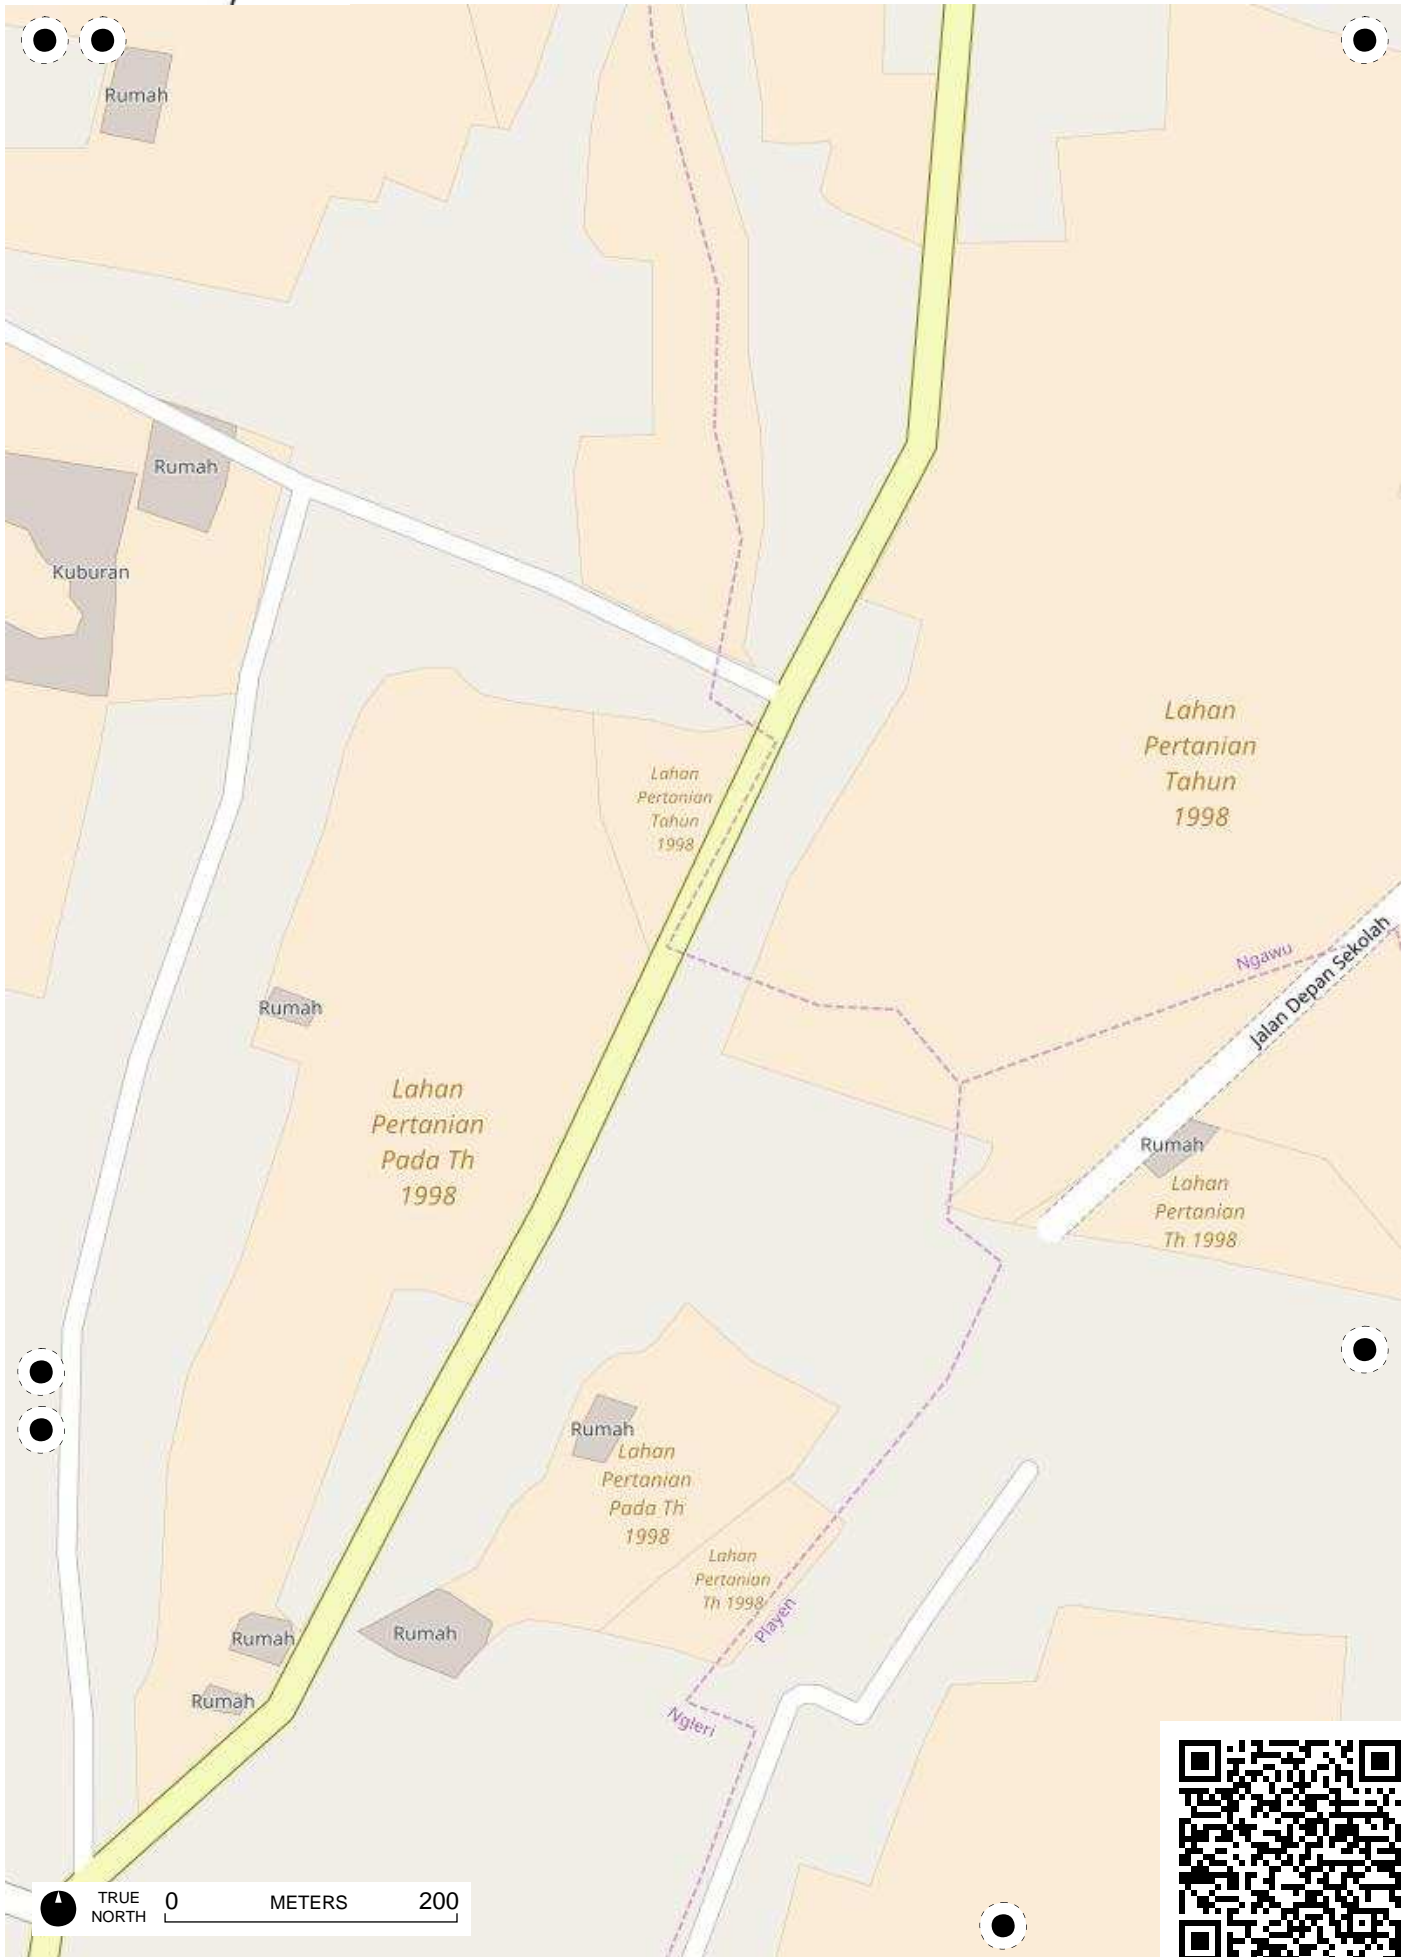 Rumah
Rumah
Kuburan
Lahan
Pertanian
Tahun
1998
Lahan
Pertanian
Tahun
1998
Ngawu
Jalan Depan Sekolah
Rumah
Lahan
Pertanian
Pada Th
1998
Rumah
Lahan
Pertanian
Th 1998
Rumah
Lahan
Pertanian
Pada Th
1998
Lahan
Pertanian
Th 1998
Playen
Rumah
Rumah
Rumah
Ngleri
TRUE
NORTH
0 METERS 200